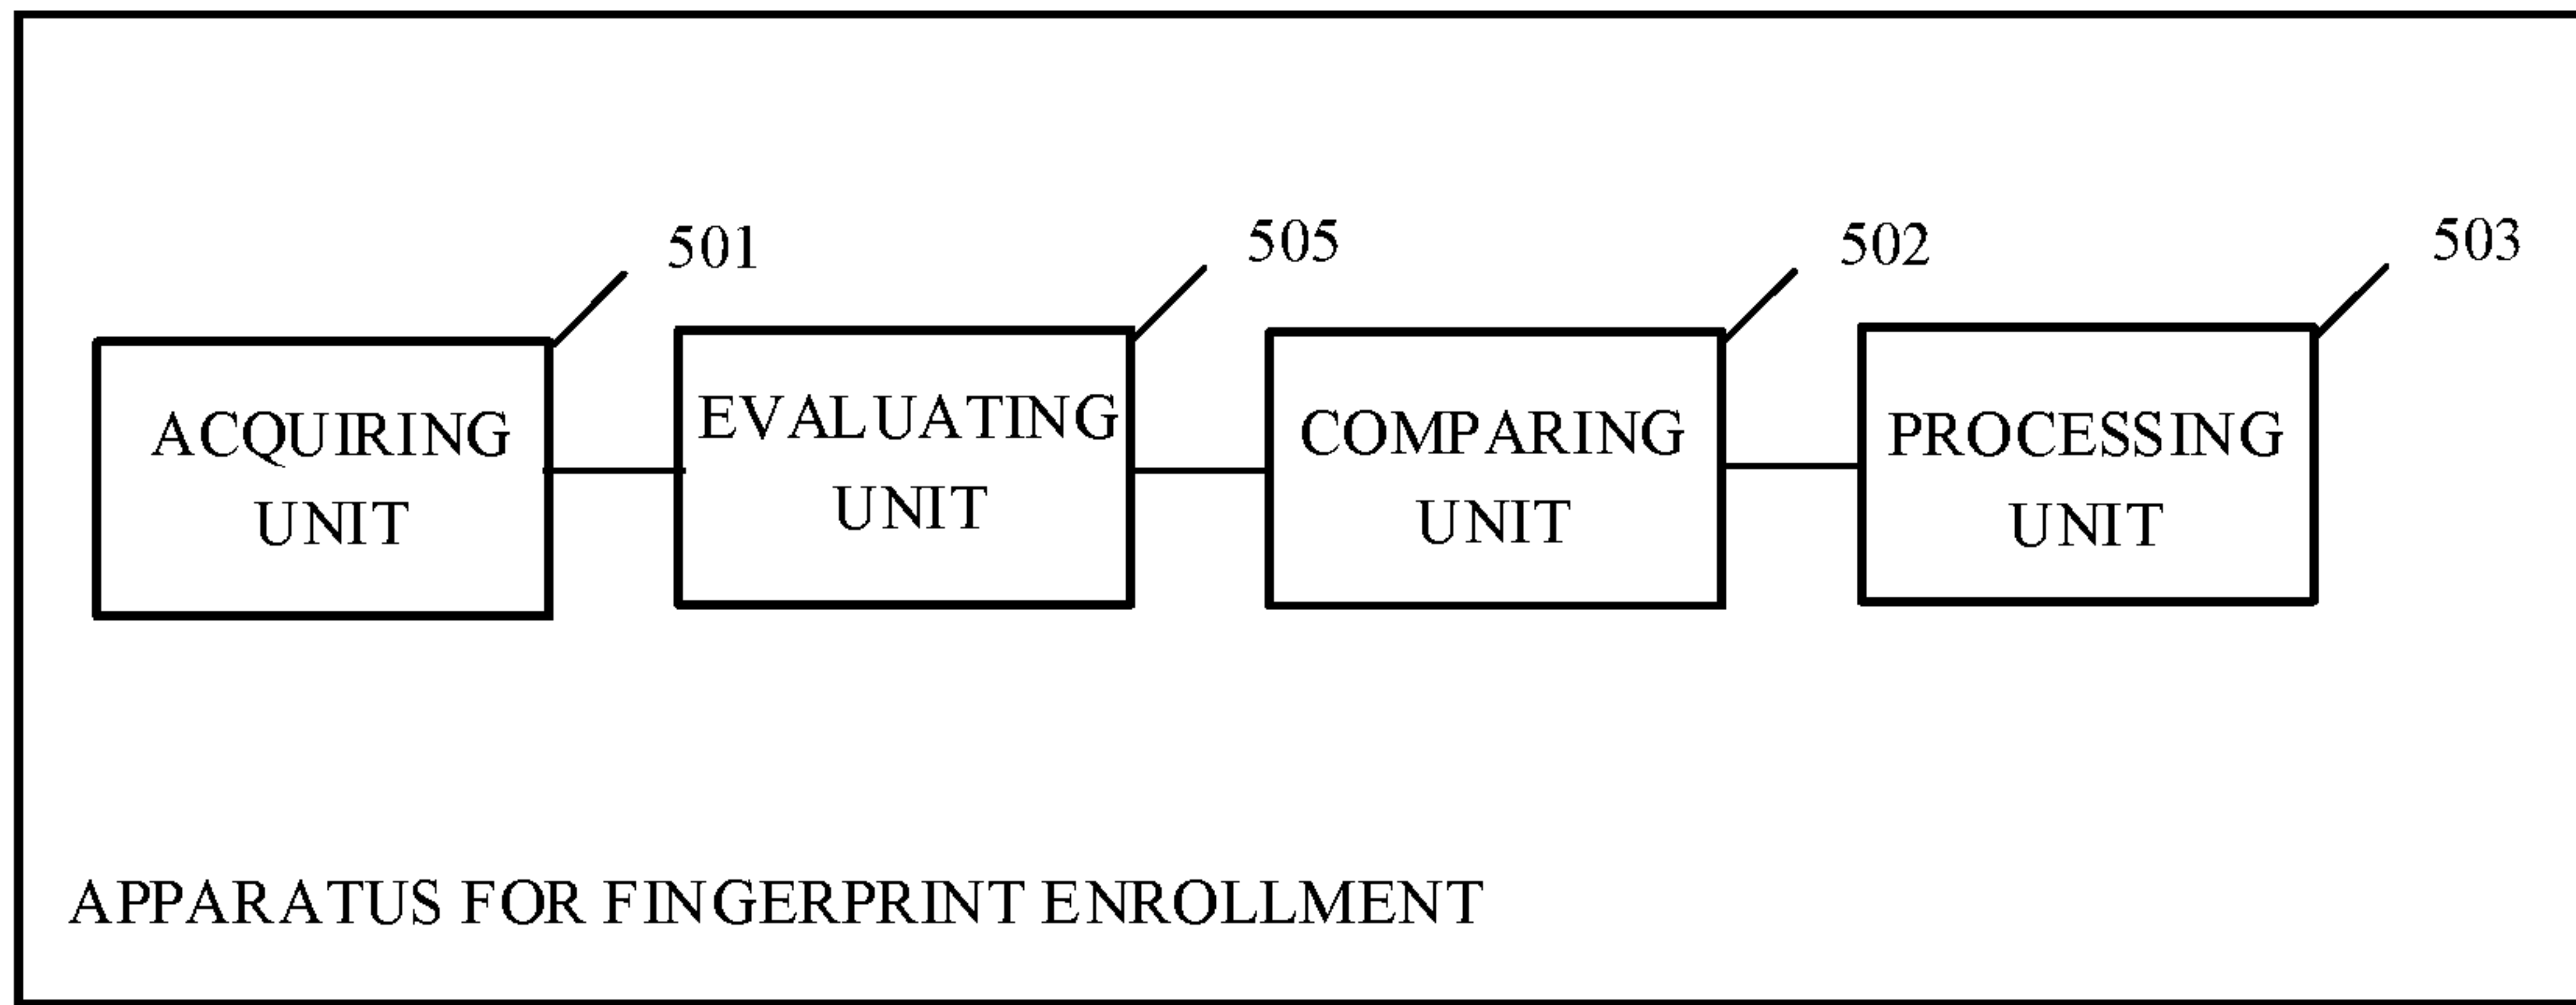 501
505
502
503
ACQUIRING
UNIT
EVALUATING
UNIT
COMPARING
UNIT
PROCESSING
UNIT
APPARATUS FOR FINGERPRINT ENROLLMENT